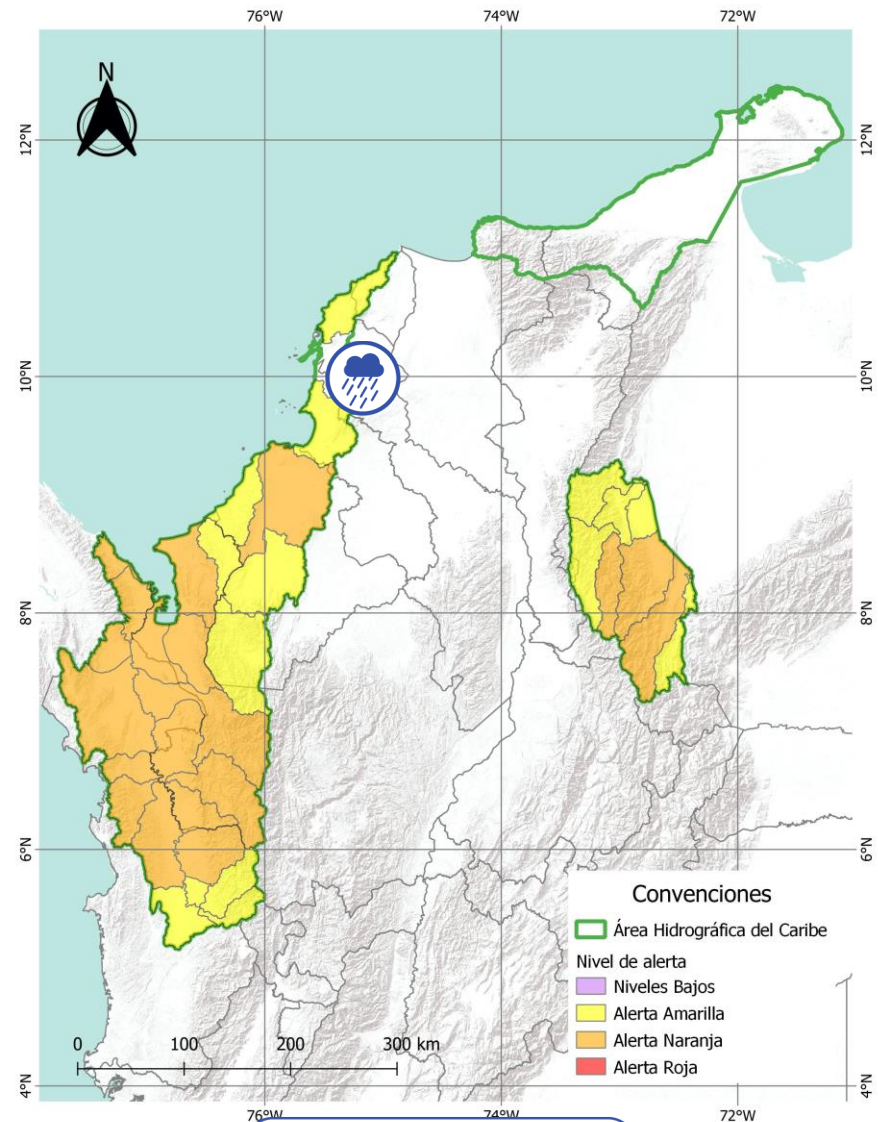 76°W 74°W 72°W
N
12°N 12°N
10°N 10°N
8°N 8°N
6°N 6°N
4°N 4°N
Convenciones
Área Hidrográfica del Caribe
Nivel de alerta
Niveles Bajos
Alerta Amarilla
Alerta Naranja
Alerta Roja
0 100 200 300 km
76°W 74°W 72°W